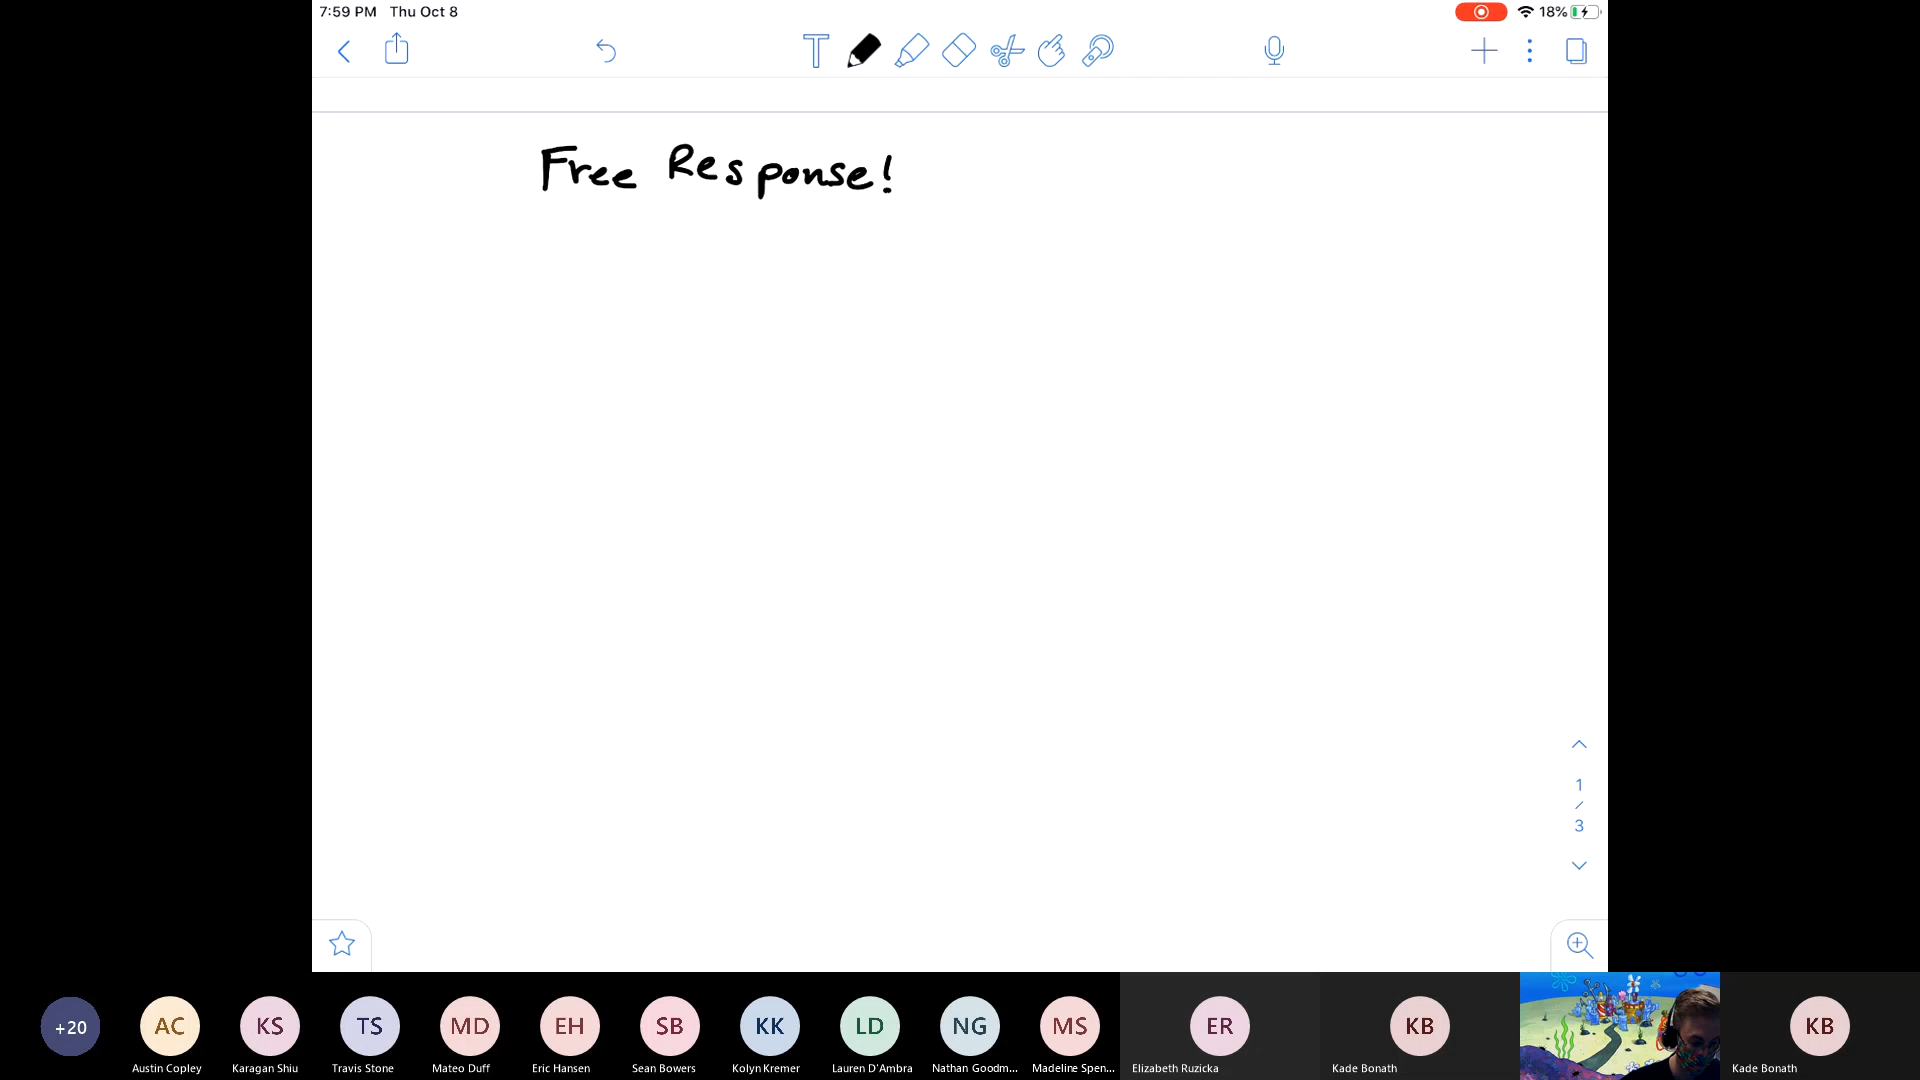 7:59 PM Thu Oct 8 18%
T
Free Response!
1
/
3
+20 AC KS TS MD EH SB KK LD NG MS ER KB KB
Austin Copley Karagan Shiu Travis Stone Mateo Duff Eric Hansen Sean Bowers Kolyn Kremer Lauren D'Ambra Nathan Goodm... Madeline Spen... Elizabeth Ruzicka Kade Bonath Kade Bonath